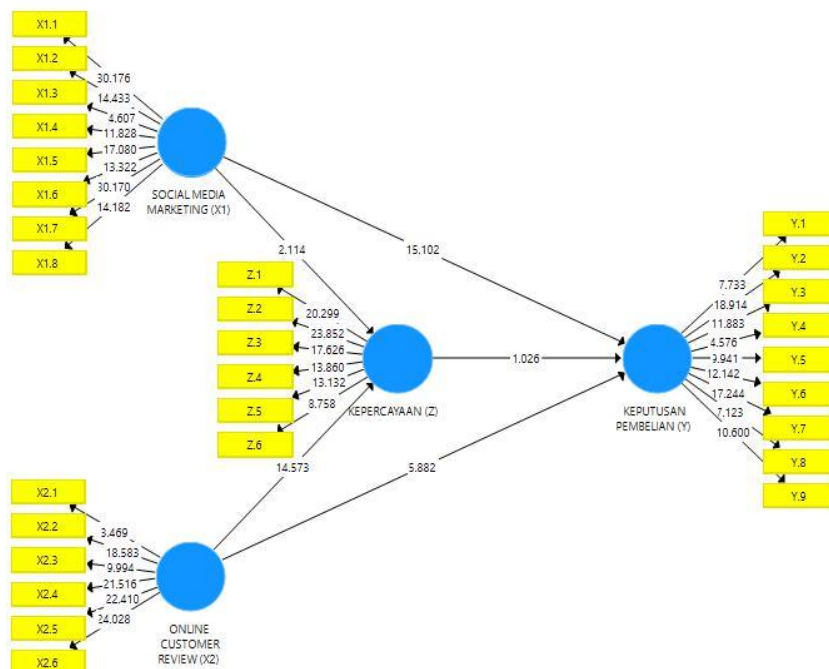 X1.1
X1.2
X1.3
X1.4
X1.5
X1.6
X1.7
X1.8
30.176
14.433
4.607
11.828
17.080
13.322
30.170
14.182
SOCIAL MEDIA
MARKETING (X1)
2.114
15.102
Z.1
Z.2
Z.3
Z.4
Z.5
Z.6
20.299
23.852
17.626
13.860
13.132
8.758
KEPERCAYAAN (Z)
1.026
14.573
5.882
Y.1
Y.2
Y.3
Y.4
Y.5
Y.6
Y.7
Y.8
Y.9
7.733
18.914
11.883
4.576
9.941
12.142
17.244
7.123
10.600
KEPUTUSAN
PEMBELIAN (Y)
X2.1
X2.2
X2.3
X2.4
X2.5
X2.6
18.583
9.994
21.516
22.410
24.028
ONLINE
CUSTOMER
REVIEW (X2)